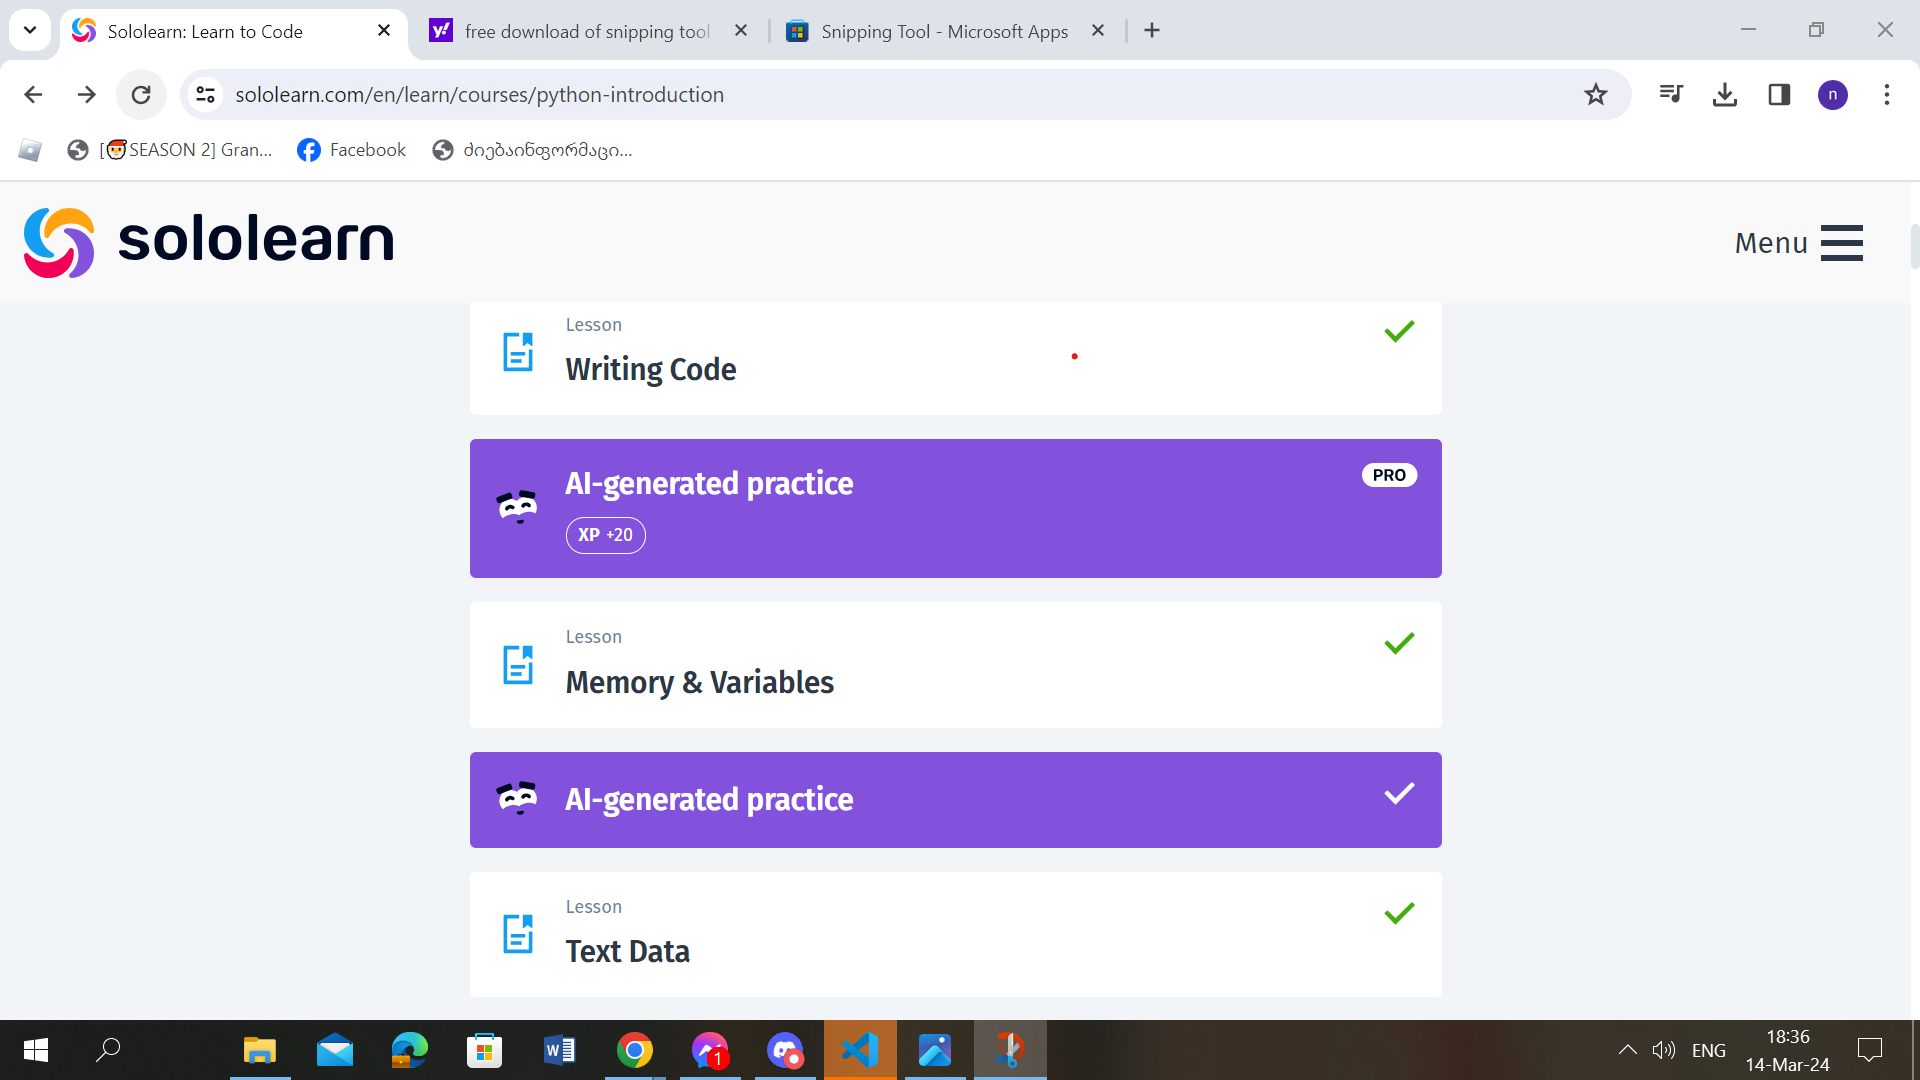 Sololearn: Learn to Code
free download of snipping tool
Snipping Tool - Microsoft Apps
sololearn.com/en/learn/courses/python-introduction
n
[🎅SEASON 2] Gran...
Facebook
ძიებაინფორმაცი...
sololearn
Menu
Lesson
Writing Code
AI-generated practice
PRO
XP +20
Lesson
Memory & Variables
AI-generated practice
Lesson
Text Data
1
ENG
18:36
14-Mar-24